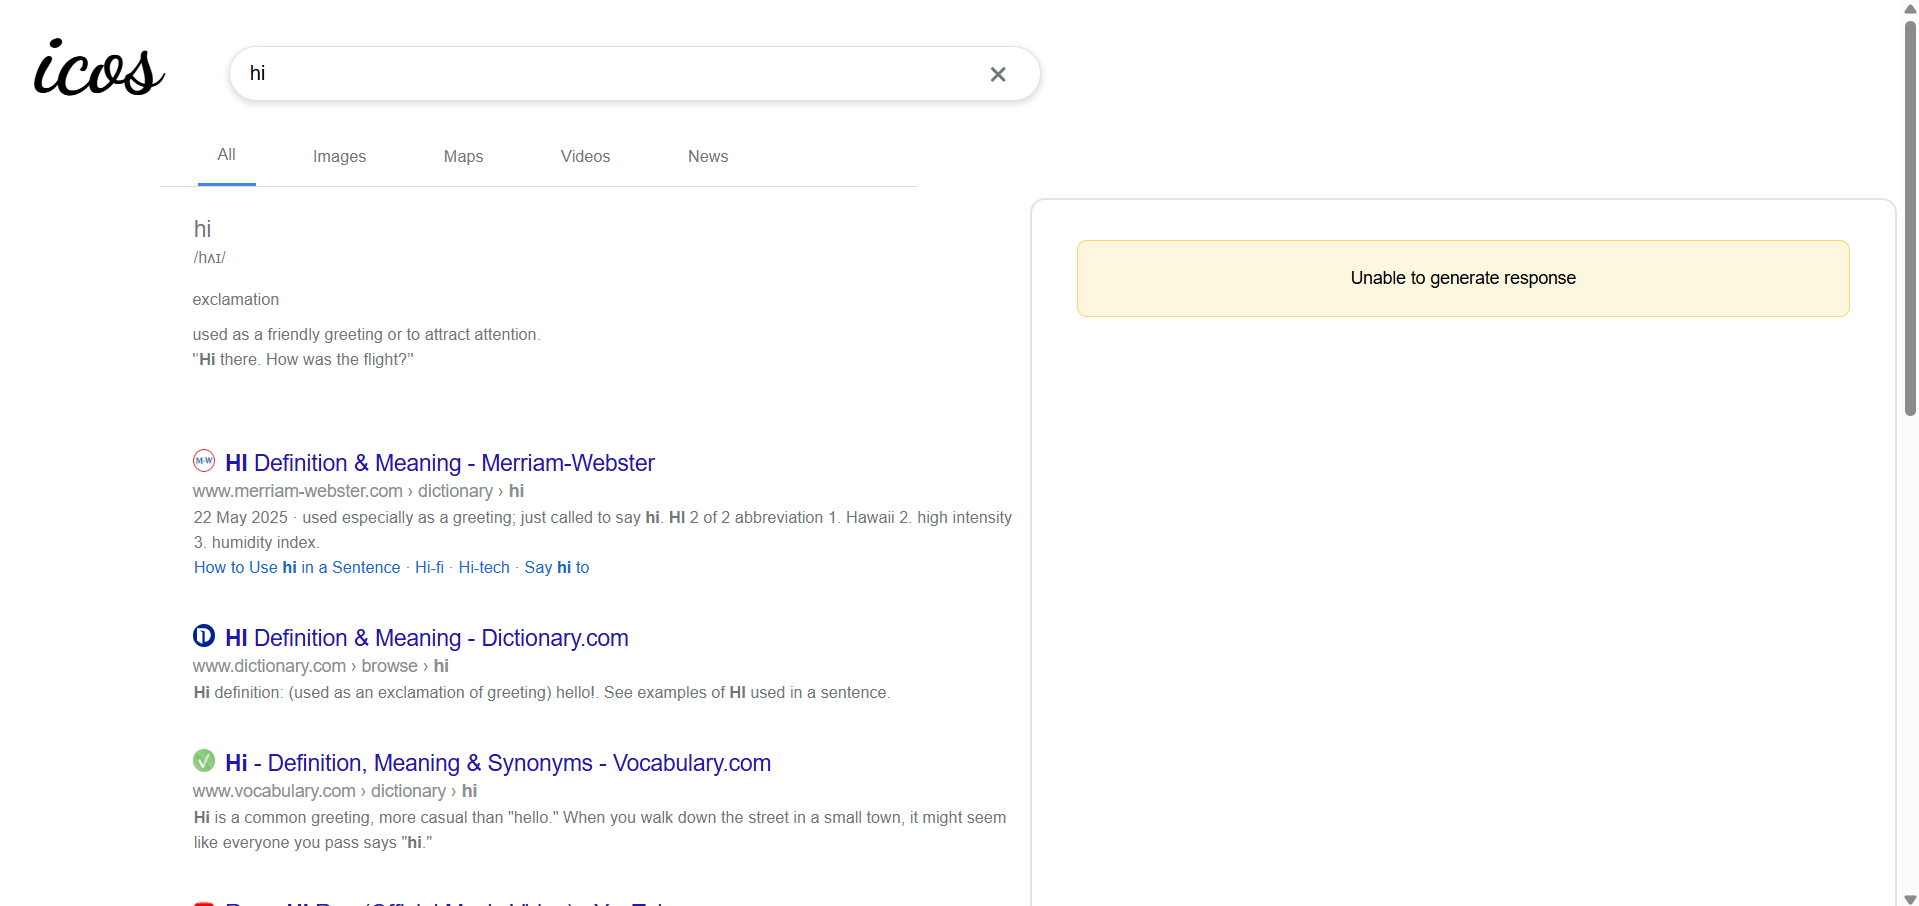 icos
hi
All Images Maps Videos News
hi
/hʌɪ/
exclamation
used as a friendly greeting or to attract attention.
"‘Hi there. How was the flight?’"
HI Definition & Meaning - Merriam-Webster
www.merriam-webster.com › dictionary › hi
22 May 2025 · used especially as a greeting; just called to say hi. HI 2 of 2 abbreviation 1. Hawaii 2. high intensity
3. humidity index.
How to Use hi in a Sentence · Hi-fi · Hi-tech · Say hi to
HI Definition & Meaning - Dictionary.com
www.dictionary.com › browse › hi
Hi definition: (used as an exclamation of greeting) hello!. See examples of HI used in a sentence.
Hi - Definition, Meaning & Synonyms - Vocabulary.com
www.vocabulary.com › dictionary › hi
Hi is a common greeting, more casual than "hello." When you walk down the street in a small town, it might seem
like everyone you pass says "hi."
Unable to generate response